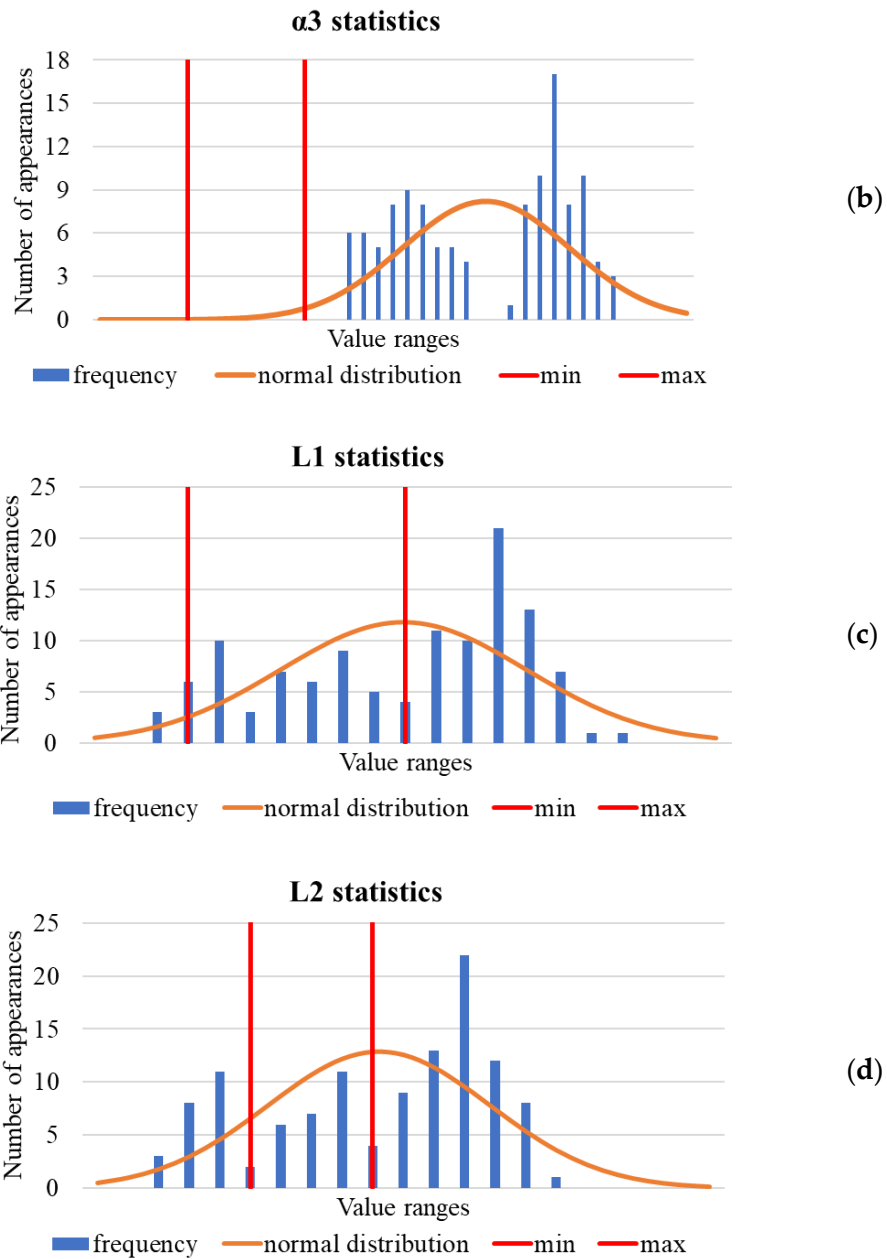 α3 statistics
18
15
12
9
6
3
0
Number of appearances
Value ranges
frequency normal distribution min max
(b)
L1 statistics
25
20
15
10
5
0
Number of appearances
Value ranges
frequency normal distribution min max
(c)
L2 statistics
25
20
15
10
5
0
Number of appearances
Value ranges
frequency normal distribution min max
(d)